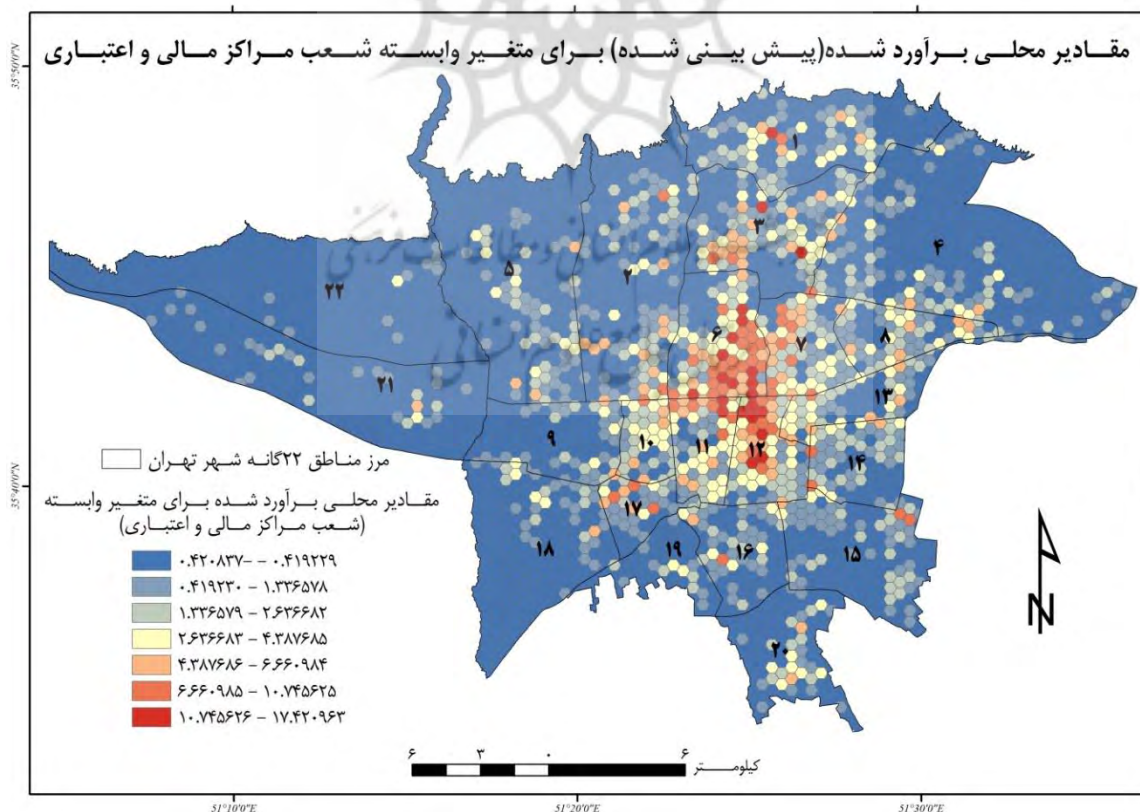 مقادیر محلی برآورد شده(پیش بینی شده) برای متغیر وابسته شعب مراکز مالی و اعتباری
35°50'0"N
35°40'0"N
۱
۲
۳
۴
۵
۶
۷
۸
۹
۱۰
۱۱
۱۲
۱۳
۱۴
۱۵
۱۶
۱۷
۱۸
۱۹
۲۰
۲۱
۲۲
مرز مناطق ۲۲گانه شهر تهران
مقادیر محلی برآورد شده برای متغیر وابسته
(شعب مراکز مالی و اعتباری)
۰.۴۲۰۸۳۷- - ۰.۴۱۹۲۲۹
۰.۴۱۹۲۳۰ - ۱.۳۳۶۵۷۸
۱.۳۳۶۵۷۹ - ۲.۶۳۶۶۸۲
۲.۶۳۶۶۸۳ - ۴.۳۸۷۶۸۵
۴.۳۸۷۶۸۶ - ۶.۶۶۰۹۸۴
۶.۶۶۰۹۸۵ - ۱۰.۷۴۵۶۲۵
۱۰.۷۴۵۶۲۶ - ۱۷.۴۲۰۹۶۳
N
۶ ۳ ۰ ۶
کیلومتر
51°10'0"E 51°20'0"E 51°30'0"E